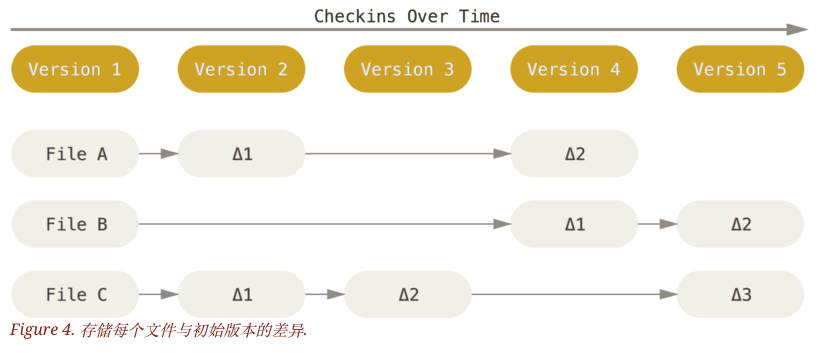 Checkins Over Time
Version 1 Version 2 Version 3 Version 4 Version 5
File A Δ1 Δ2
File B Δ1 Δ2
File C Δ1 Δ2 Δ3
Figure 4. 存储每个文件与初始版本的差异.